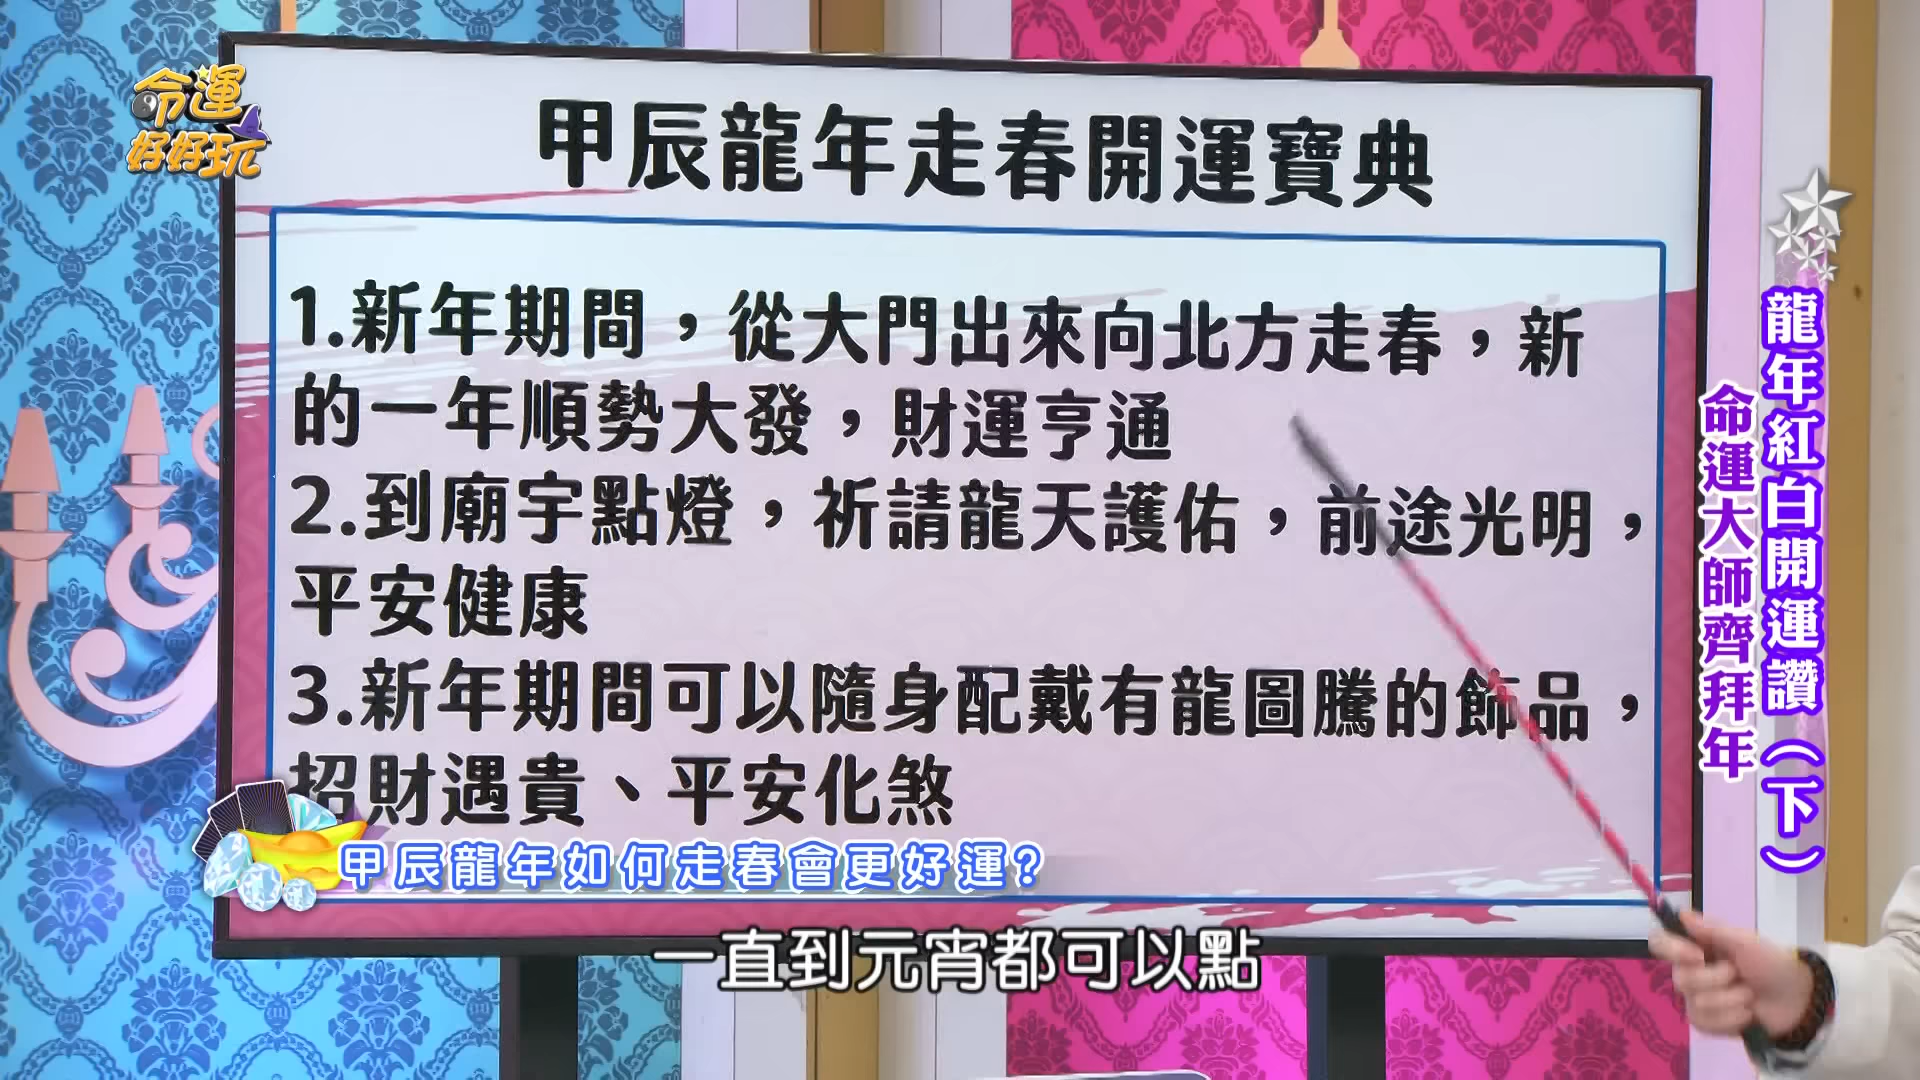 命運
好好玩
甲辰龍年走春開運寶典
1.新年期間，從大門出來向北方走春，新
的一年順勢大發，財運亨通
2.到廟宇點燈，祈請龍天護佑，前途光明，
平安健康
3.新年期間可以隨身配戴有龍圖騰的飾品，
招財遇貴、平安化煞
龍年紅白開運讚（下）
命運大師齊拜年
甲辰龍年如何走春會更好運?
一直到元宵都可以點